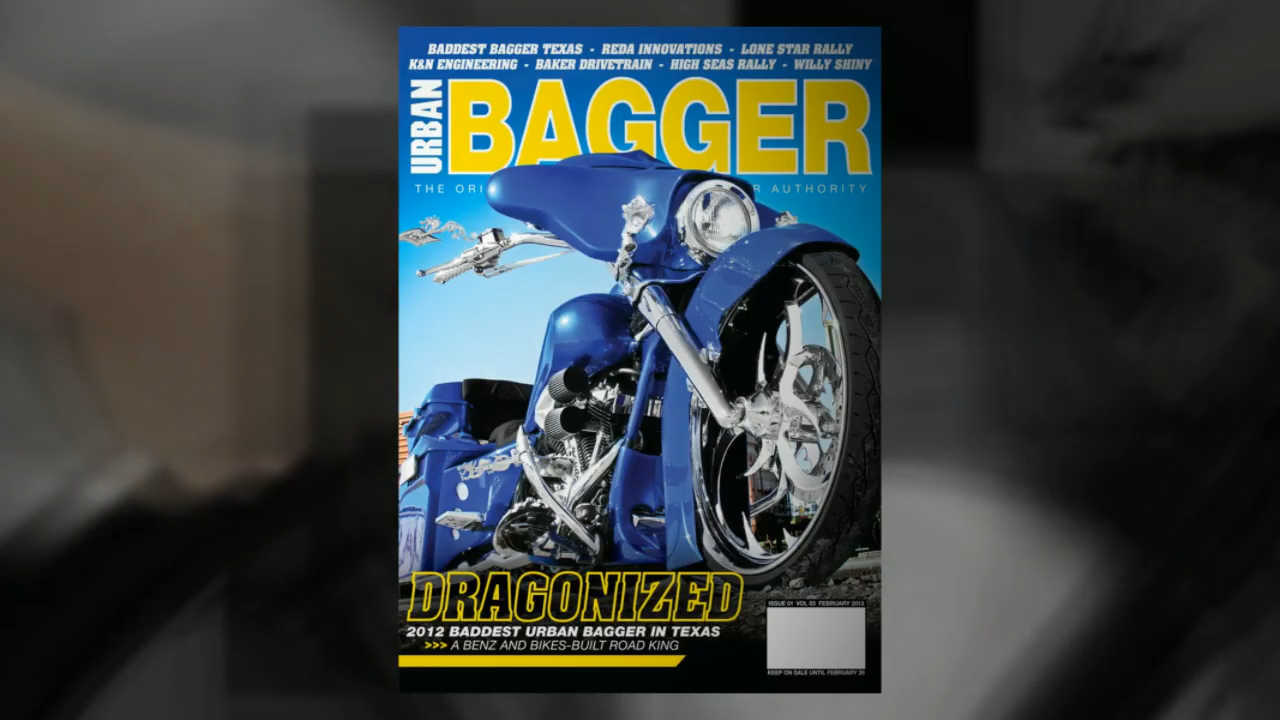 BADDEST BAGGER TEXAS - REDA INNOVATIONS - LONE STAR RALLY
K&N ENGINEERING - BAKER DRIVETRAIN - HIGH SEAS RALLY - WILLY SHINY
URBAN BAGGER
THE ORI R AUTHORITY
DRAGONIZED
2012 BADDEST URBAN BAGGER IN TEXAS
>>> A BENZ AND BIKES-BUILT ROAD KING
ISSUE 01 VOL 03 FEBRUARY 2013
KEEP ON SALE UNTIL FEBRUARY 28